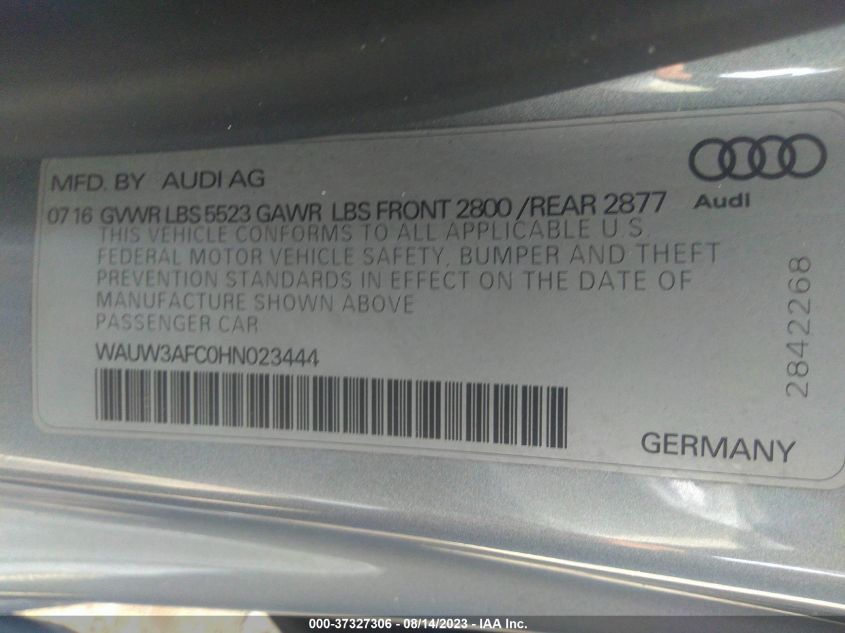 MFD. BY AUDI AG
Audi
07 16 GVWR LBS 5523 GAWR LBS FRONT 2800 /REAR 2877
THIS VEHICLE CONFORMS TO ALL APPLICABLE U.S
FEDERAL MOTOR VEHICLE SAFETY, BUMPER AND THEFT
PREVENTION STANDARDS IN EFFECT ON THE DATE OF
MANUFACTURE SHOWN ABOVE
PASSENGER CAR
WAUW3AFC0HN023444
2842268
GERMANY
000-37327306 - 08/14/2023 - IAA Inc.